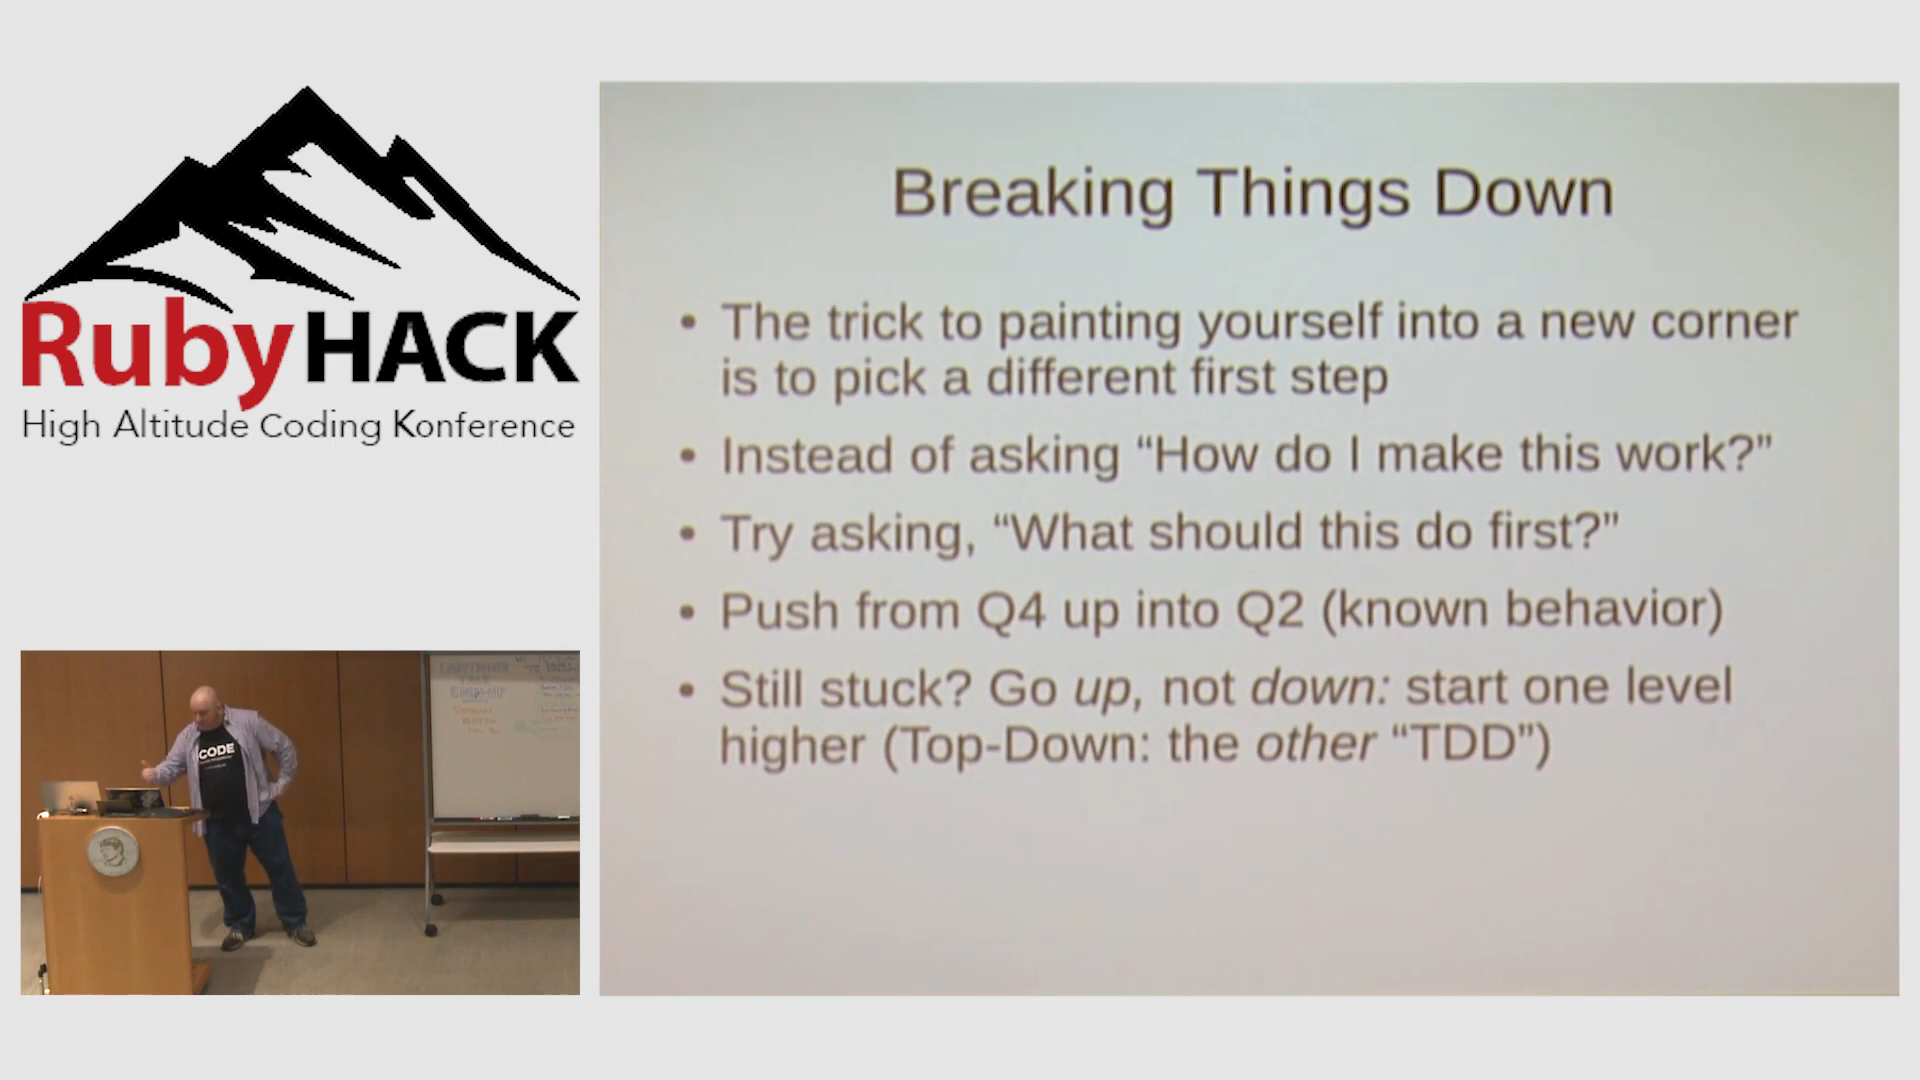 RubyHACK
High Altitude Coding Konference
CODE
Breaking Things Down
• The trick to painting yourself into a new corner
is to pick a different first step
• Instead of asking “How do I make this work?”
• Try asking, “What should this do first?”
• Push from Q4 up into Q2 (known behavior)
• Still stuck? Go up, not down: start one level
higher (Top-Down: the other “TDD”)